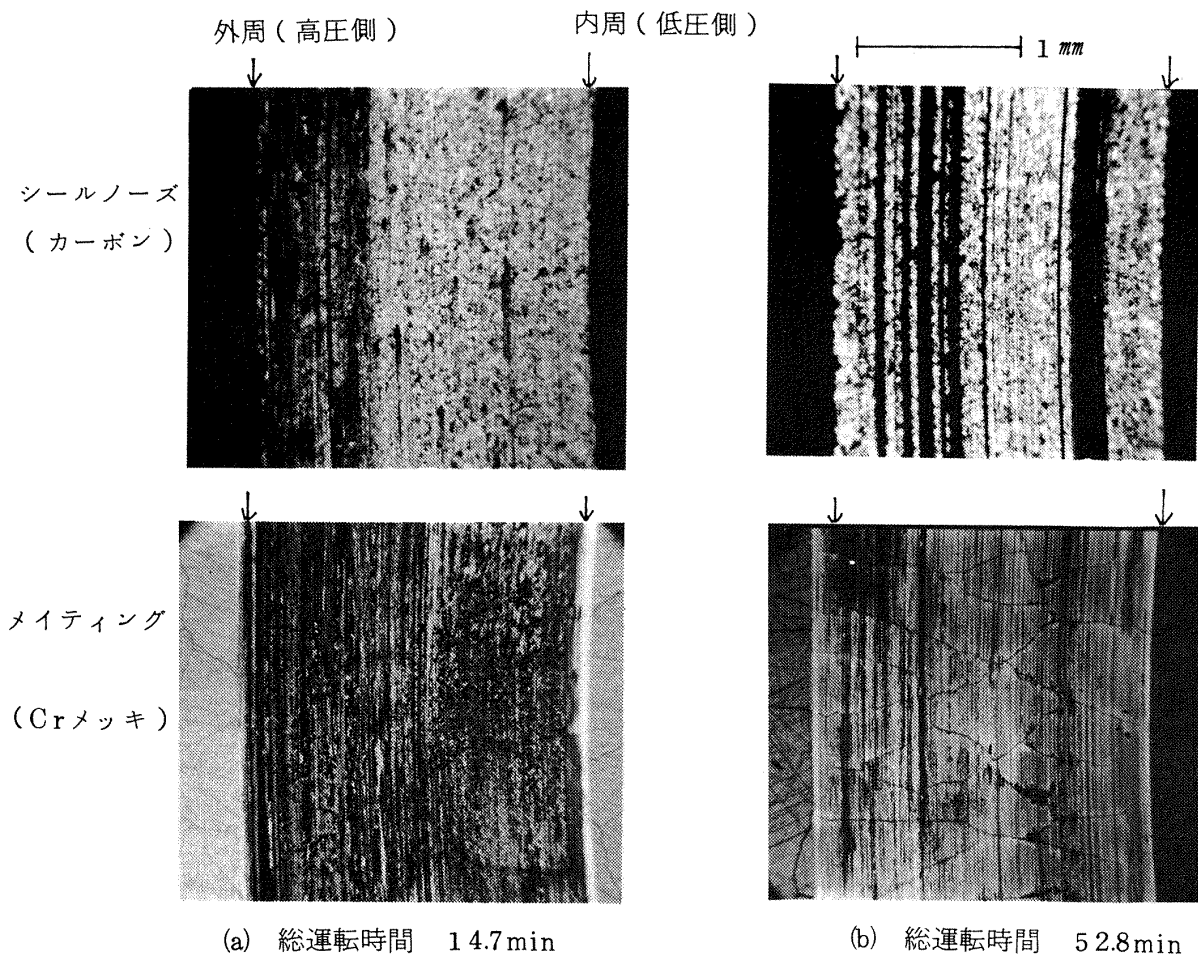 外周(高圧側)
内周(低圧側)
1㎜
シールノーズ
(カーボン)
メイティング
(Crメッキ)
(a) 総運転時間 14.7min
(b) 総運転時間 52.8min